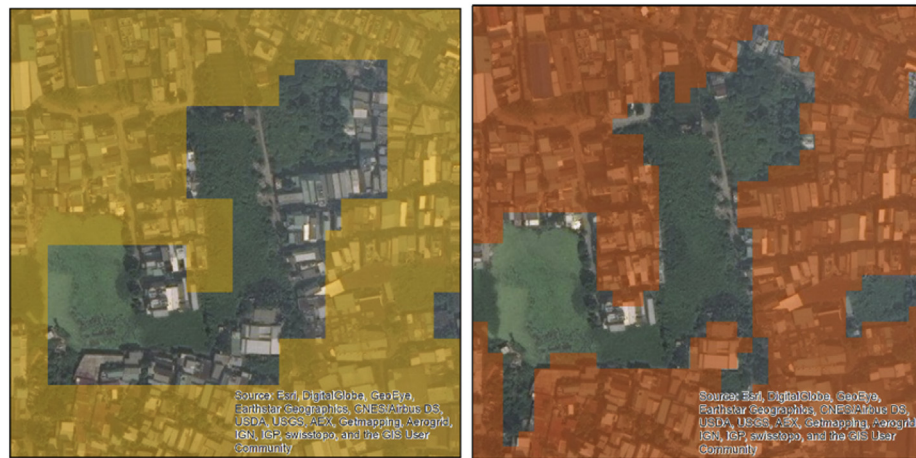 Source: Esri, DigitalGlobe, GeoEye,
Earthstar Geographics, CNES/Airbus DS,
USDA, USGS, AEX, Getmapping, Aerogrid,
IGN, IGP, swisstopo, and the GIS User
Community
Source: Esri, DigitalGlobe, GeoEye,
Earthstar Geographics, CNES/Airbus DS,
USDA, USGS, AEX, Getmapping, Aerogrid,
IGN, IGP, swisstopo, and the GIS User
Community